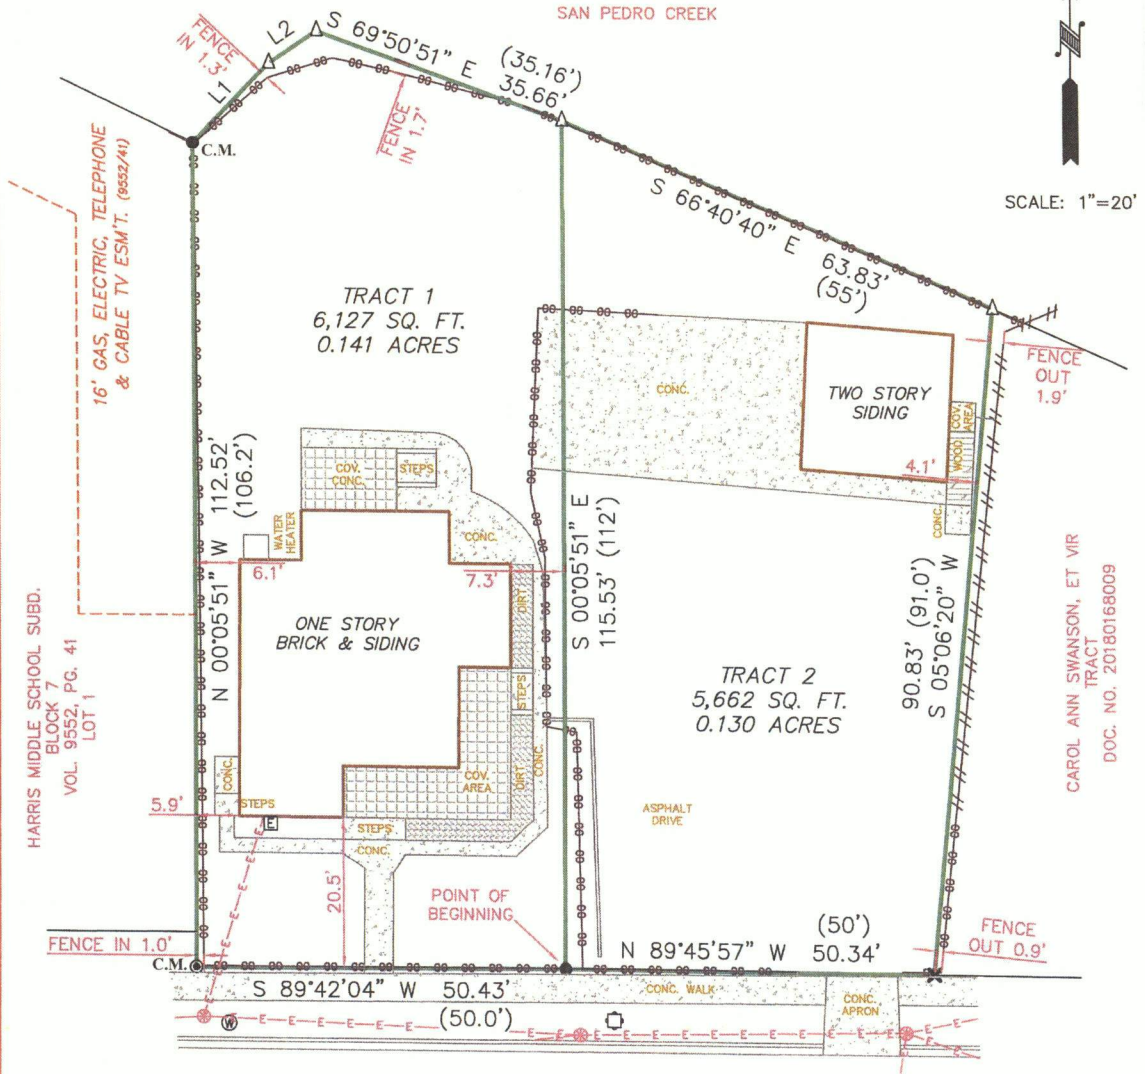 SAN PEDRO CREEK
FENCE
IN 1.3'
L1
L2
S 69°50'51" E
(35.16')
35.66'
FENCE
IN 1.7'
C.M.
SCALE: 1"=20'
16' GAS, ELECTRIC, TELEPHONE
& CABLE TV ESM'T. (9552/41)
S 66°40'40" E
63.83'
(55')
TRACT 1
6,127 SQ. FT.
0.141 ACRES
FENCE
OUT
1.9'
CONC.
TWO STORY
SIDING
COV.
AREA
WOOD
4.1'
CONC.
N 00°05'51" W 112.52'
(106.2')
COV.
CONC.
STEPS
WATER
HEATER
CONC.
6.1'
7.3'
S 00°05'51" E
115.53' (112')
DIRT
ONE STORY
BRICK & SIDING
STEPS
HARRIS MIDDLE SCHOOL SUBD.
BLOCK 7
VOL. 9552, PG. 41
LOT 1
TRACT 2
5,662 SQ. FT.
0.130 ACRES
90.83' (91.0')
S 05°06'20" W
CAROL ANN SWANSON, ET VIR
TRACT
DOC. NO. 20180168009
CONC.
COV.
AREA
DIRT
CONC.
5.9'
STEPS
E
STEPS
CONC.
ASPHALT
DRIVE
20.5'
POINT OF
BEGINNING
(50')
N 89°45'57" W 50.34'
FENCE
OUT 0.9'
FENCE IN 1.0'
C.M.
S 89°42'04" W 50.43'
(50.0')
CONC. WALK
CONC.
APRON
W
E E E E E E E E E